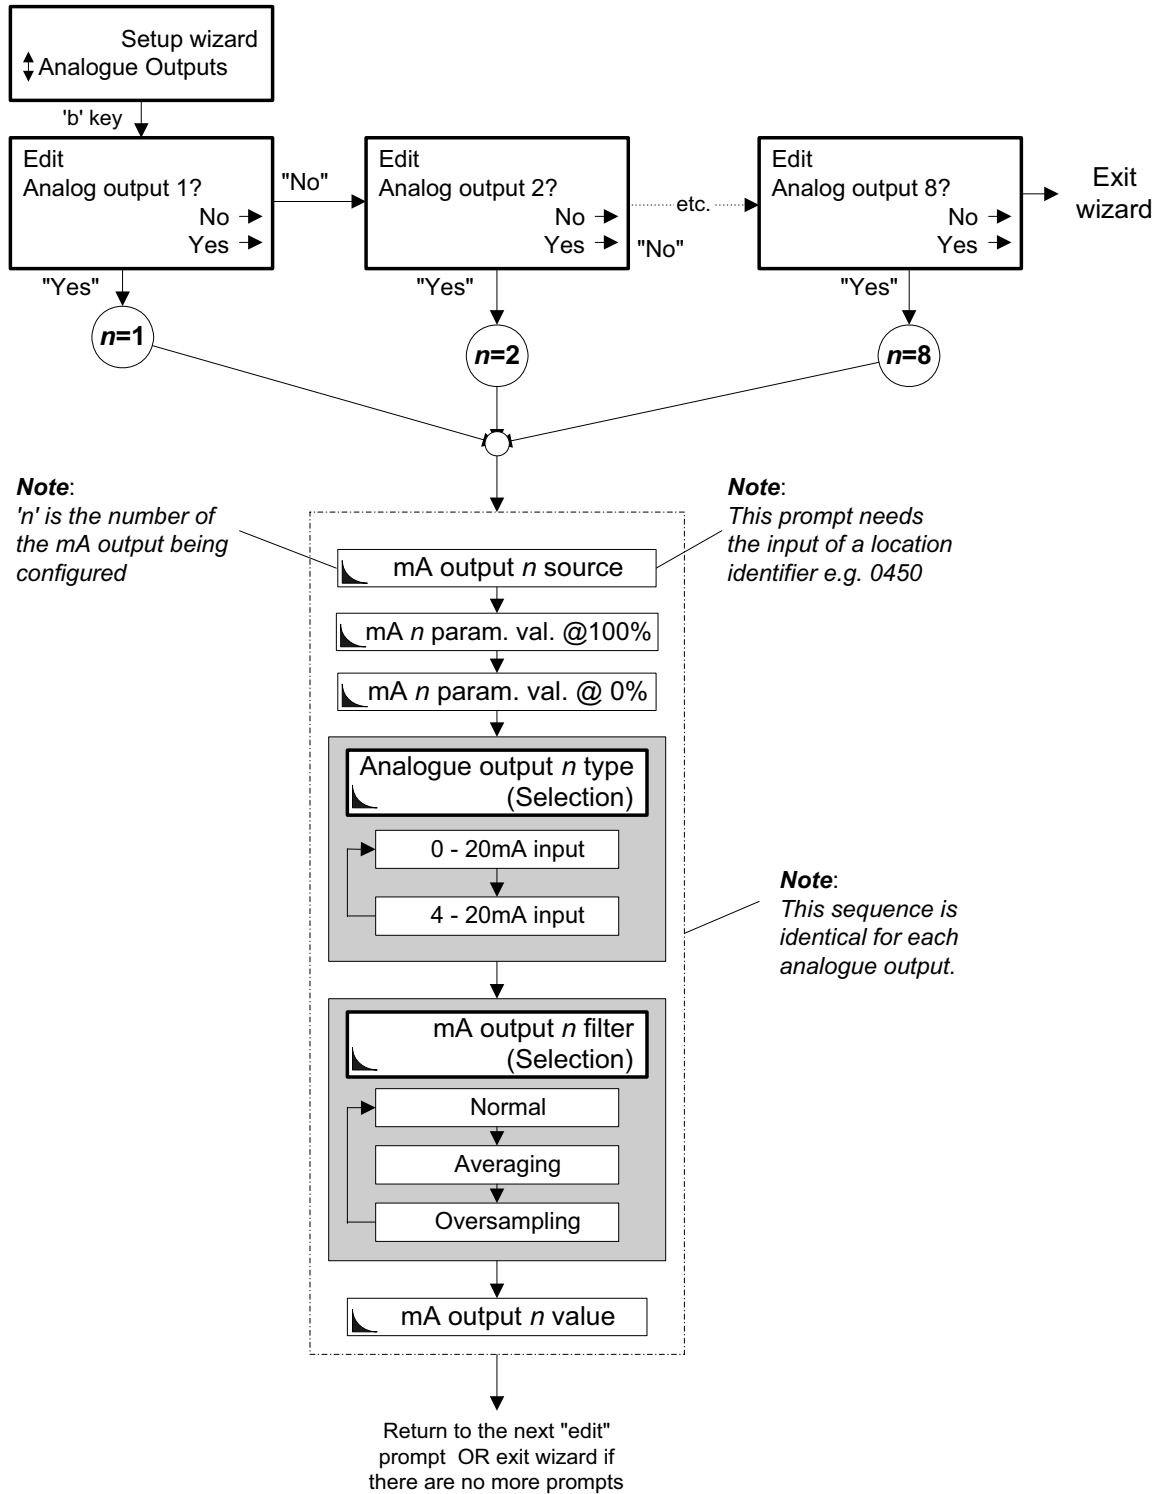 Setup wizard
Analogue Outputs
'b' key
Edit
Analog output 1?
No
Yes
"No"
Edit
Analog output 2?
No
Yes
etc.
"No"
Edit
Analog output 8?
No
Yes
Exit
wizard
"Yes"
"Yes"
"Yes"
n=1
n=2
n=8
Note:
'n' is the number of
the mA output being
configured
Note:
This prompt needs
the input of a location
identifier e.g. 0450
mA output n source
mA n param. val. @100%
mA n param. val. @ 0%
Analogue output n type
(Selection)
0 - 20mA input
4 - 20mA input
Note:
This sequence is
identical for each
analogue output.
mA output n filter
(Selection)
Normal
Averaging
Oversampling
mA output n value
Return to the next "edit"
prompt OR exit wizard if
there are no more prompts